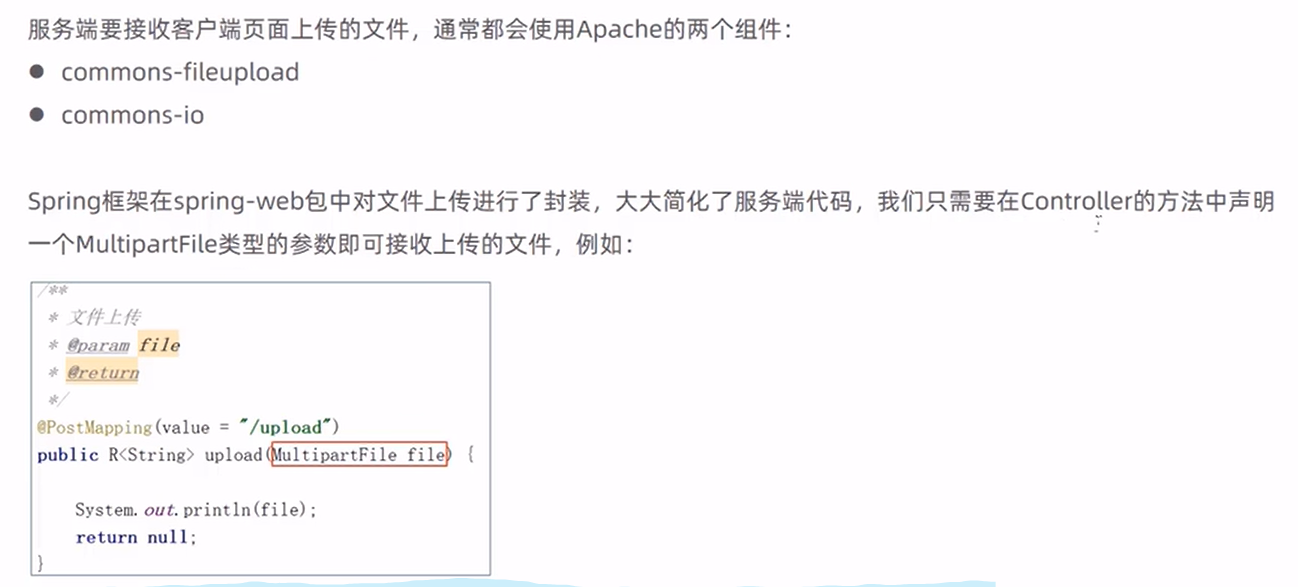 服务端要接收客户端页面上传的文件，通常都会使用Apache的两个组件：
● commons-fileupload
● commons-io
Spring框架在spring-web包中对文件上传进行了封装，大大简化了服务端代码，我们只需要在Controller的方法中声明
一个MultipartFile类型的参数即可接收上传的文件，例如：
/**
* 文件上传
* @param file
* @return
*/
@PostMapping(value = "/upload")
public R<String> upload(MultipartFile file) {
System.out.println(file);
return null;
}